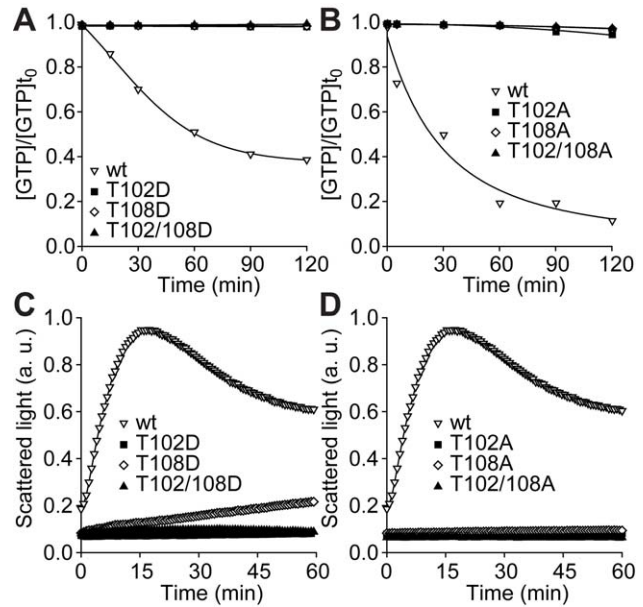 A
[GTP]/[GTP]t0
1.0
0.8
0.6
0.4
0.2
0.0
wt
T102D
T108D
T102/108D
0 30 60 90 120
Time (min)
B
[GTP]/[GTP]t0
1.0
0.8
0.6
0.4
0.2
0.0
wt
T102A
T108A
T102/108A
0 30 60 90 120
Time (min)
C
Scattered light (a. u.)
1.0
0.8
0.6
0.4
0.2
0.0
wt
T102D
T108D
T102/108D
0 15 30 45 60
Time (min)
D
Scattered light (a. u.)
1.0
0.8
0.6
0.4
0.2
0.0
wt
T102A
T108A
T102/108A
0 15 30 45 60
Time (min)